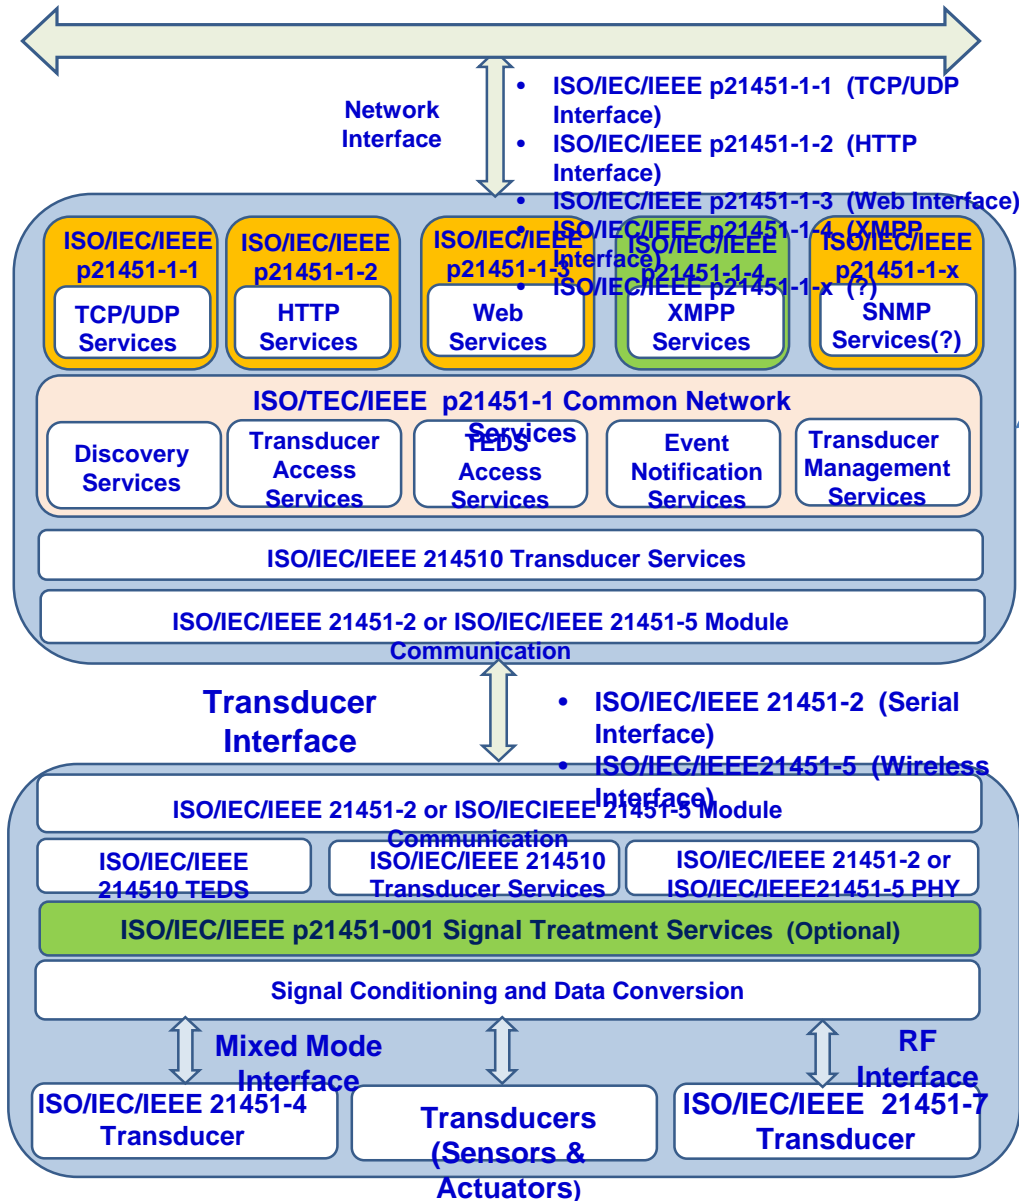 Network
Interface
• ISO/IEC/IEEE p21451-1-1 (TCP/UDP
Interface)
• ISO/IEC/IEEE p21451-1-2 (HTTP
Interface)
• ISO/IEC/IEEE p21451-1-3 (Web Interface)
• ISO/IEC/IEEE p21451-1-4 (XMPP
Interface)
• ISO/IEC/IEEE p21451-1-x (?)
ISO/IEC/IEEE
p21451-1-1
TCP/UDP
Services
ISO/IEC/IEEE
p21451-1-2
HTTP
Services
ISO/IEC/IEEE
p21451-1-3
Web
Services
ISO/IEC/IEEE
p21451-1-4
XMPP
Services
ISO/IEC/IEEE
p21451-1-x
SNMP
Services(?)
ISO/TEC/IEEE p21451-1 Common Network
Services
Discovery
Services
Transducer
Access
Services
TEDS
Access
Services
Event
Notification
Services
Transducer
Management
Services
ISO/IEC/IEEE 214510 Transducer Services
ISO/IEC/IEEE 21451-2 or ISO/IEC/IEEE 21451-5 Module
Communication
Transducer
Interface
• ISO/IEC/IEEE 21451-2 (Serial
Interface)
• ISO/IEC/IEEE21451-5 (Wireless
Interface)
ISO/IEC/IEEE 21451-2 or ISO/IECIEEE 21451-5 Module
Communication
ISO/IEC/IEEE
214510 TEDS
ISO/IEC/IEEE 214510
Transducer Services
ISO/IEC/IEEE 21451-2 or
ISO/IEC/IEEE21451-5 PHY
ISO/IEC/IEEE p21451-001 Signal Treatment Services (Optional)
Signal Conditioning and Data Conversion
Mixed Mode
Interface
RF
Interface
ISO/IEC/IEEE 21451-4
Transducer
Transducers
(Sensors &
Actuators)
ISO/IEC/IEEE 21451-7
Transducer